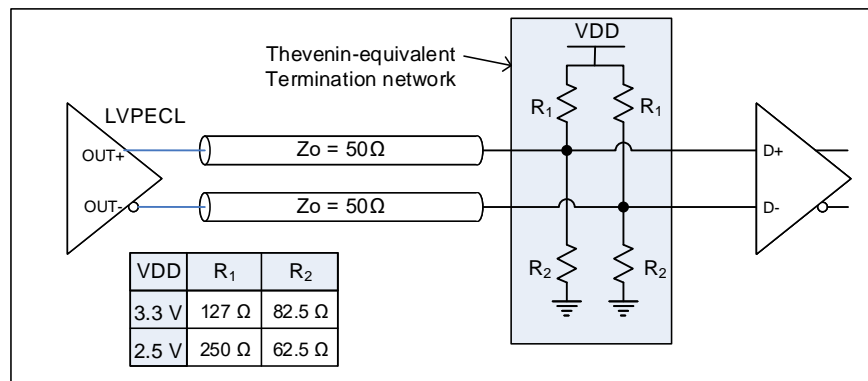 VDD
Thevenin-equivalent
Termination network
R1 R1
LVPECL
OUT+ Zo = 50Ω D+
OUT- Zo = 50Ω D-
R2 R2
VDD R1 R2
3.3 V 127 Ω 82.5 Ω
2.5 V 250 Ω 62.5 Ω